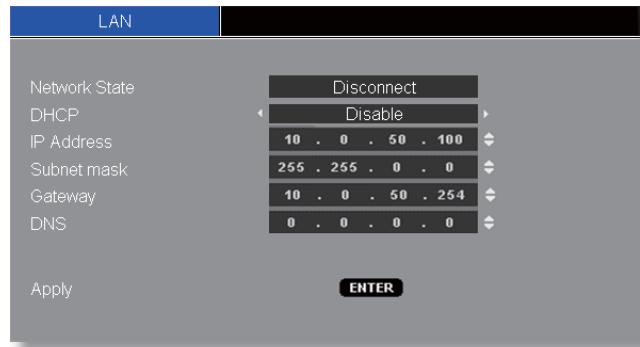 LAN
Network State Disconnect
DHCP Disable
IP Address 10 . 0 . 50 . 100
Subnet mask 255 . 255 . 0 . 0
Gateway 10 . 0 . 50 . 254
DNS 0 . 0 . 0 . 0
Apply ENTER